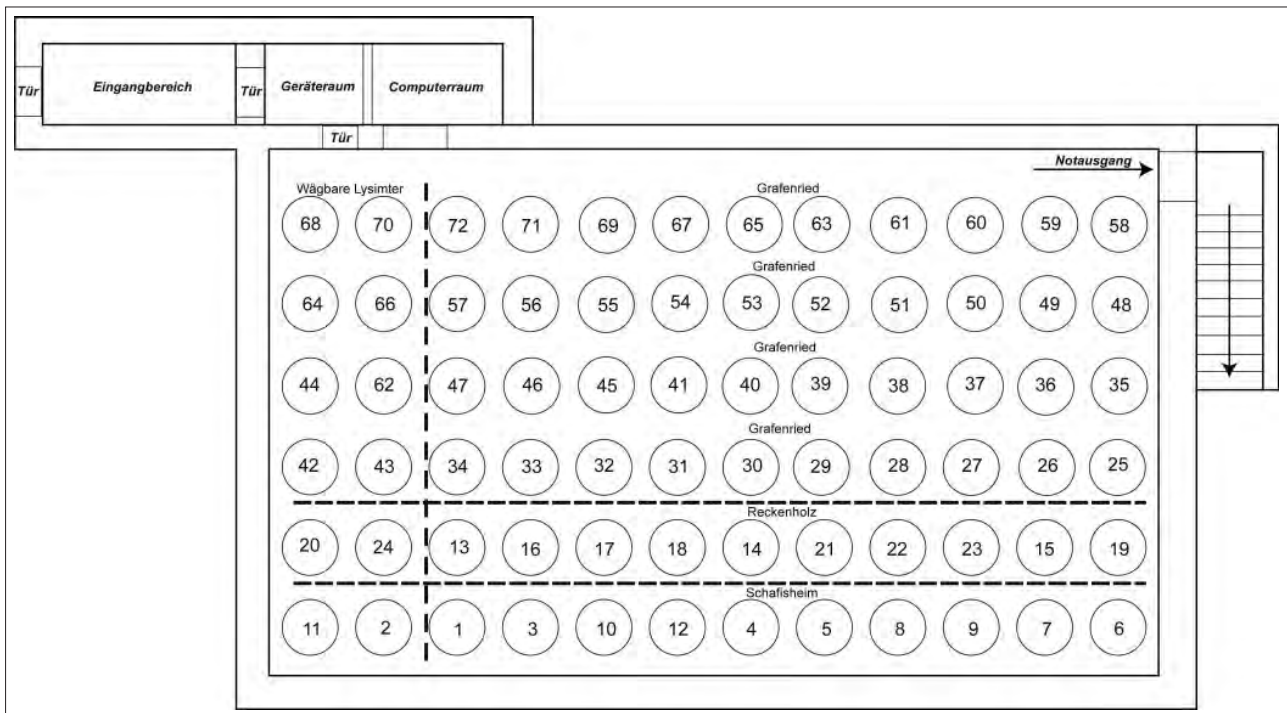 Tür Eingangbereich Tür Geräteraum Computerraum
Tür
Notausgang
Wägbare Lysimter Grafenried
68 70 72 71 69 67 65 63 61 60 59 58
Grafenried
64 66 57 56 55 54 53 52 51 50 49 48
Grafenried
44 62 47 46 45 41 40 39 38 37 36 35
Grafenried
42 43 34 33 32 31 30 29 28 27 26 25
Reckenholz
20 24 13 16 17 18 14 21 22 23 15 19
Schafisheim
11 2 1 3 10 12 4 5 8 9 7 6